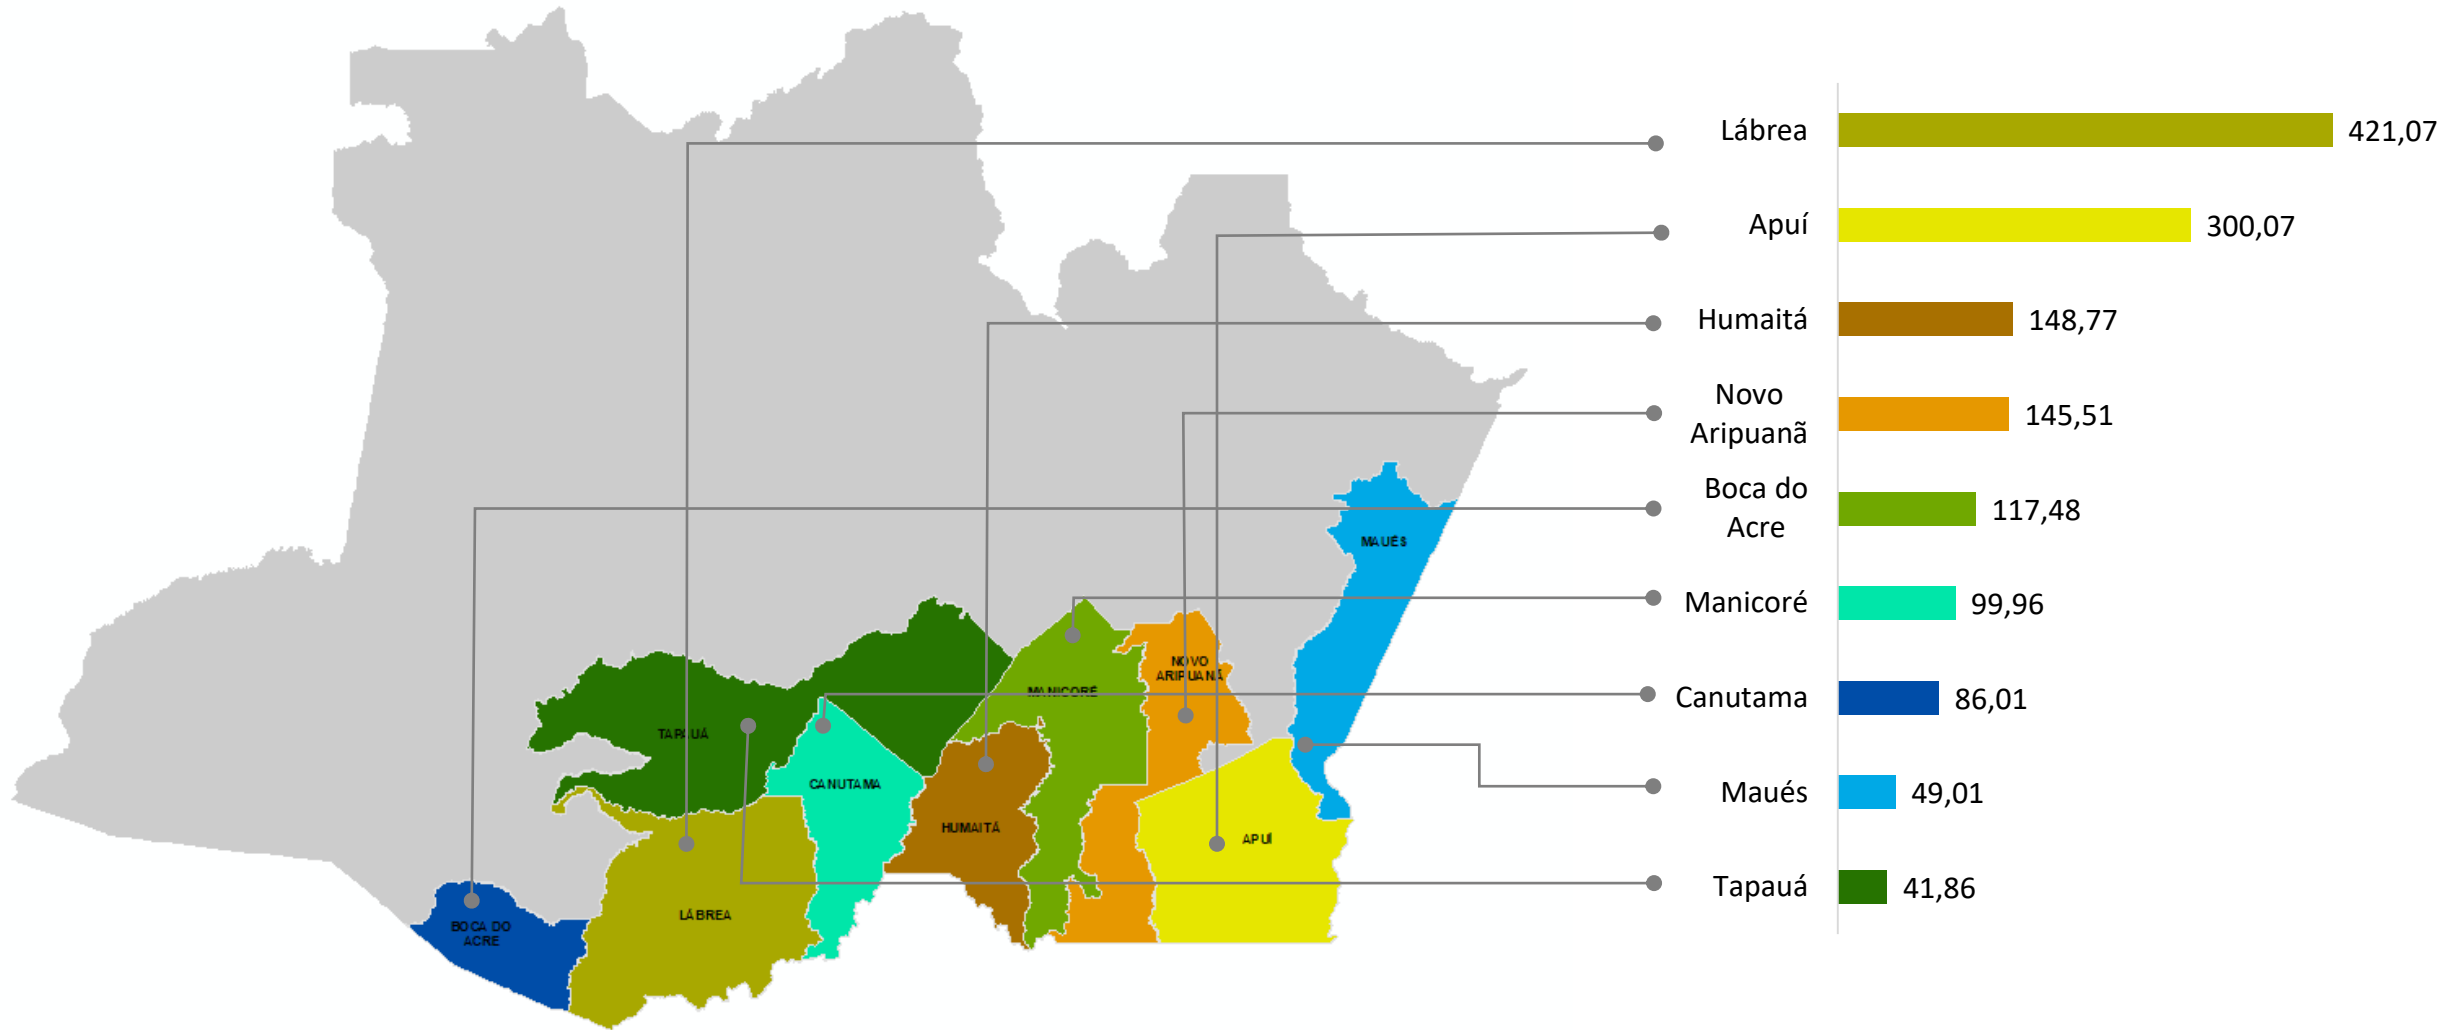 Lábrea
421,07
Apuí
300,07
Humaitá
148,77
Novo
Aripuanã
145,51
Boca do
Acre
117,48
Manicoré
99,96
Canutama
86,01
Maués
49,01
Tapauá
41,86
MAUÉS
NOVO
ARIPUANÃ
MANICORÉ
TAPAUÁ
CANUTAMA
HUMAITÁ
APUÍ
LÁBREA
BOCA DO
ACRE